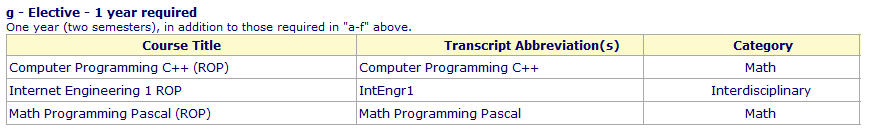 g - Elective - 1 year required
One year (two semesters), in addition to those required in "a-f" above.
Course Title Transcript Abbreviation(s) Category
Computer Programming C++ (ROP) Computer Programming C++ Math
Internet Engineering 1 ROP IntEngr1 Interdisciplinary
Math Programming Pascal (ROP) Math Programming Pascal Math